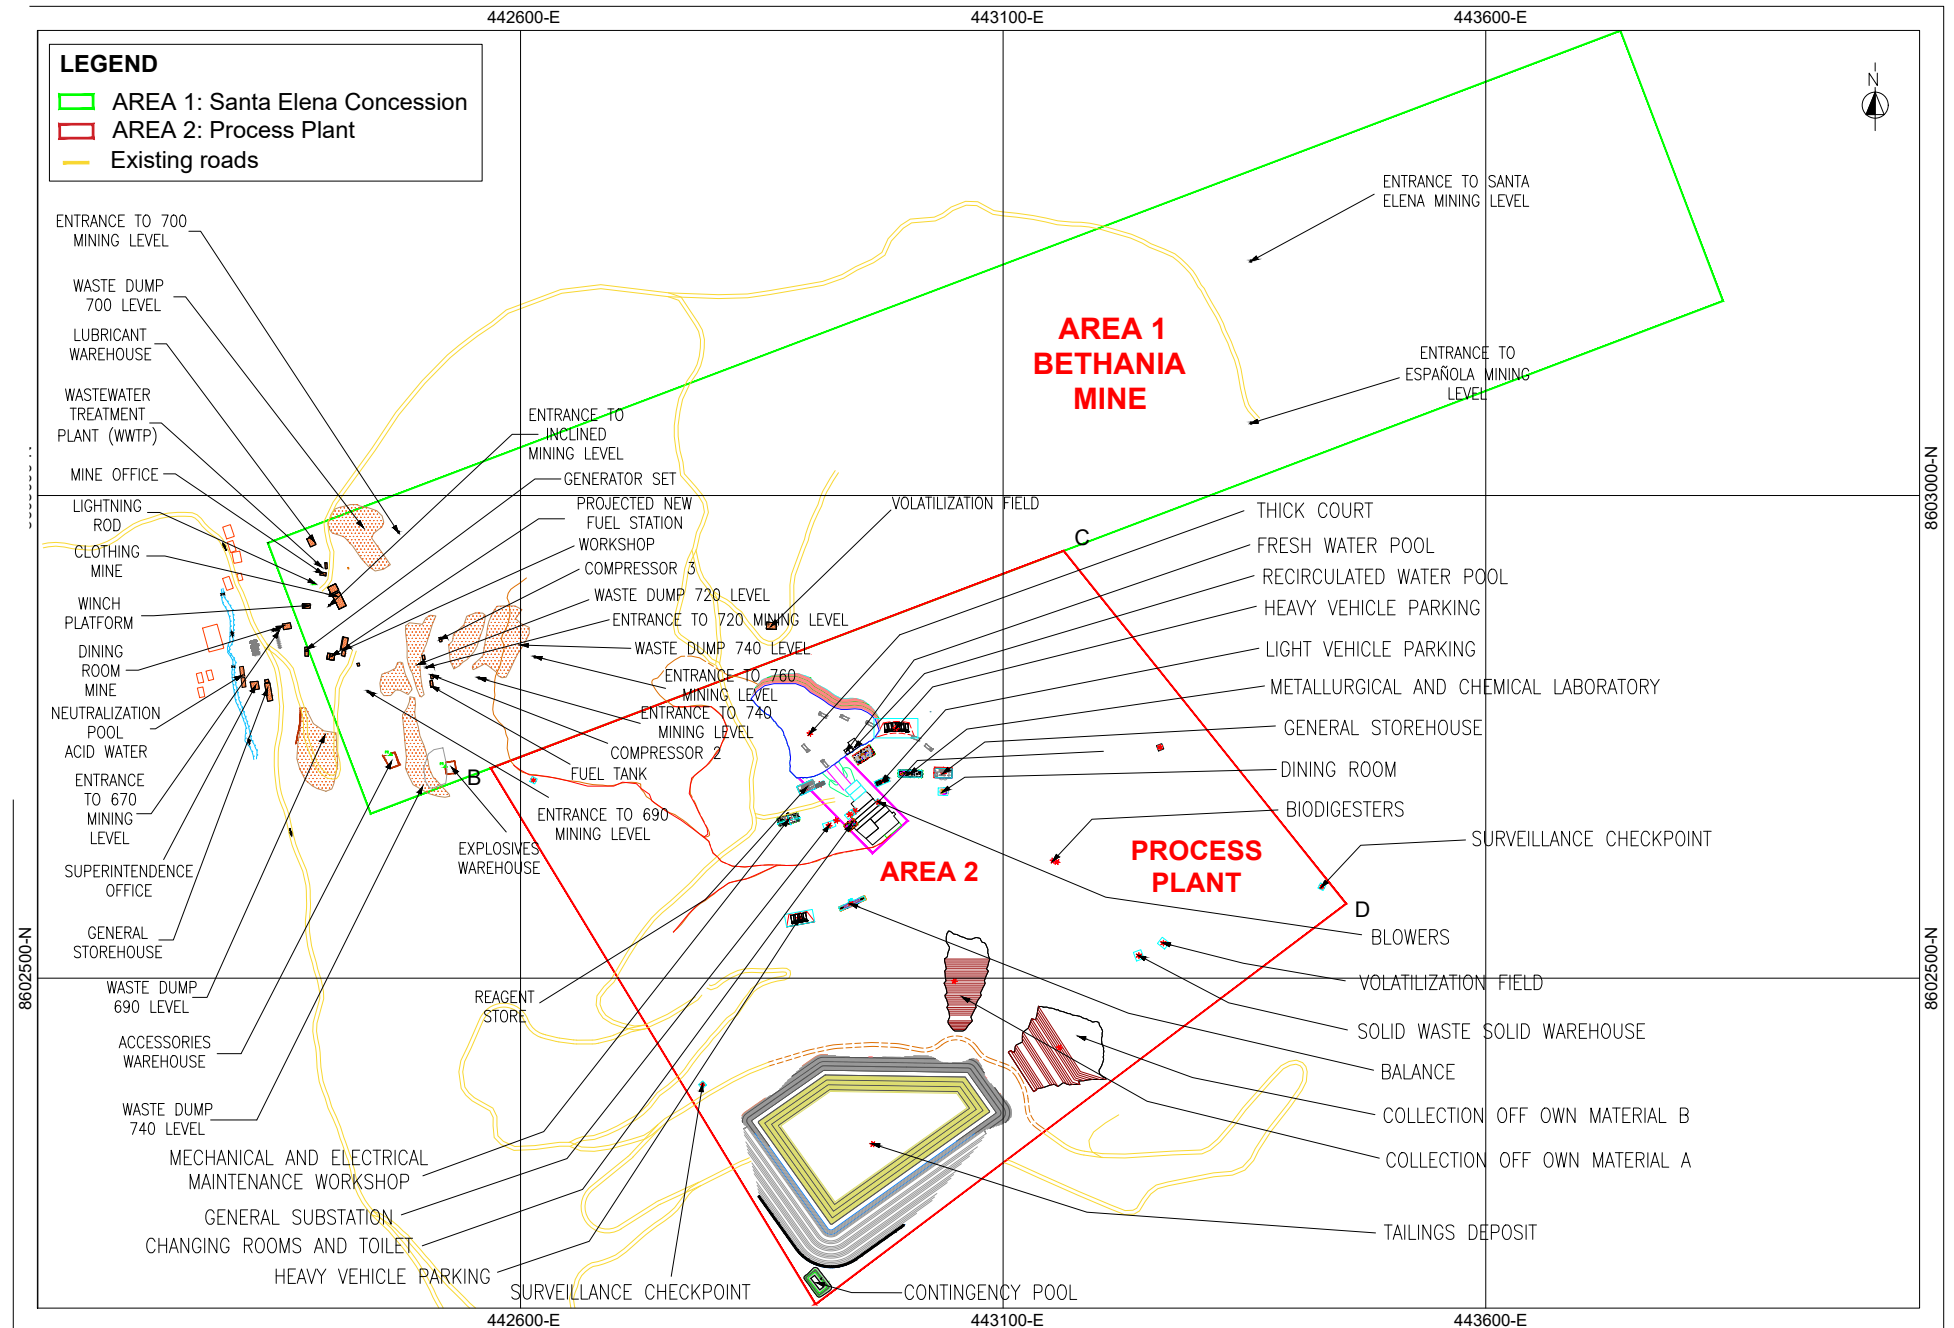 442600-E
443100-E
443600-E
LEGEND
AREA 1: Santa Elena Concession
AREA 2: Process Plant
Existing roads
N
ENTRANCE TO SANTA
ELENA MINING LEVEL
ENTRANCE TO 700
MINING LEVEL
WASTE DUMP
700 LEVEL
LUBRICANT
WAREHOUSE
WASTEWATER
TREATMENT
PLANT (WWTP)
MINE OFFICE
LIGHTNING
ROD
CLOTHING
MINE
WINCH
PLATFORM
DINING
ROOM
MINE
NEUTRALIZATION
POOL
ACID WATER
ENTRANCE
TO 670
MINING
LEVEL
SUPERINTENDENCE
OFFICE
GENERAL
STOREHOUSE
WASTE DUMP
690 LEVEL
ACCESSORIES
WAREHOUSE
WASTE DUMP
740 LEVEL
AREA 1
BETHANIA
MINE
ENTRANCE TO
ESPAÑOLA MINING
LEVEL
ENTRANCE TO
INCLINED
MINING LEVEL
GENERATOR SET
PROJECTED NEW
FUEL STATION
WORKSHOP
COMPRESSOR 3
WASTE DUMP 720 LEVEL
ENTRANCE TO 720 MINING LEVEL
WASTE DUMP 740 LEVEL
ENTRANCE TO 760
MINING LEVEL
ENTRANCE TO 740
MINING LEVEL
COMPRESSOR 2
FUEL TANK
ENTRANCE TO 690
MINING LEVEL
EXPLOSIVES
WAREHOUSE
VOLATILIZATION FIELD
8603000-N
C
B
D
THICK COURT
FRESH WATER POOL
RECIRCULATED WATER POOL
HEAVY VEHICLE PARKING
LIGHT VEHICLE PARKING
METALLURGICAL AND CHEMICAL LABORATORY
GENERAL STOREHOUSE
DINING ROOM
BIODIGESTERS
SURVEILLANCE CHECKPOINT
AREA 2
PROCESS
PLANT
BLOWERS
VOLATILIZATION FIELD
SOLID WASTE SOLID WAREHOUSE
BALANCE
COLLECTION OFF OWN MATERIAL B
COLLECTION OFF OWN MATERIAL A
TAILINGS DEPOSIT
8602500-N
8602500-N
REAGENT
STORE
MECHANICAL AND ELECTRICAL
MAINTENANCE WORKSHOP
GENERAL SUBSTATION
CHANGING ROOMS AND TOILET
HEAVY VEHICLE PARKING
SURVEILLANCE CHECKPOINT
CONTINGENCY POOL
442600-E
443100-E
443600-E